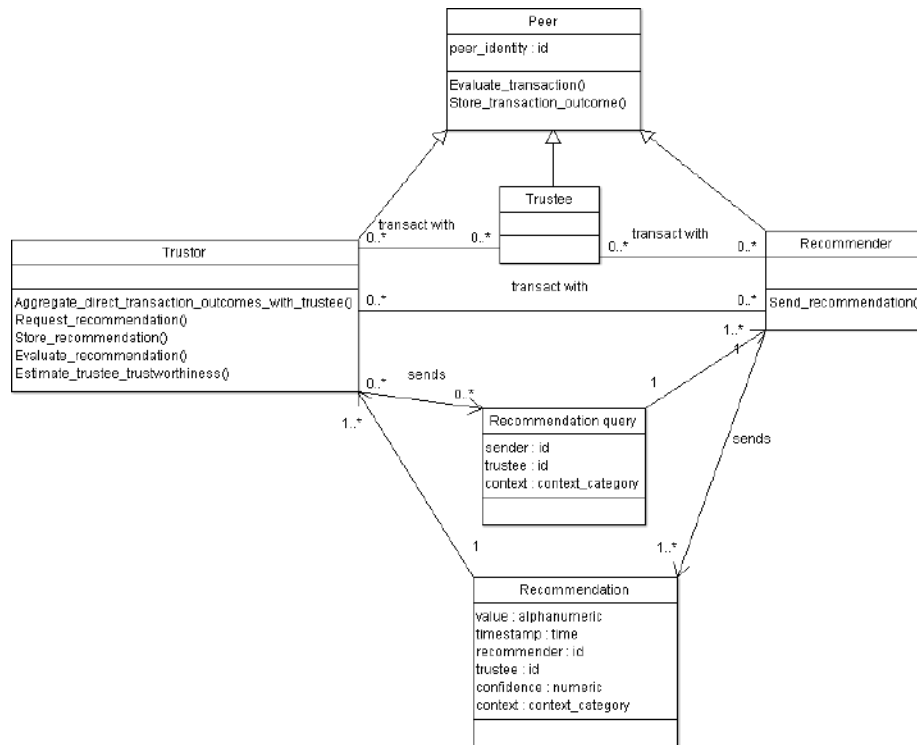 Peer
peer_identity : id
Evaluate_transaction()
Store_transaction_outcome()
Trustee
transact with
0..*
0..*
transact with
0..*
0..*
Trustor
Recommender
Aggregate_direct_transaction_outcomes_with_trustee()
Request_recommendation()
Store_recommendation()
Evaluate_recommendation()
Estimate_trustee_trustworthiness()
transact with
0..*
0..*
Send_recommendation()
1..*
1
sends
0..*
0..*
1
1..*
Recommendation query
sender : id
trustee : id
context : context_category
sends
1
1..*
Recommendation
value : alphanumeric
timestamp : time
recommender : id
trustee : id
confidence : numeric
context : context_category